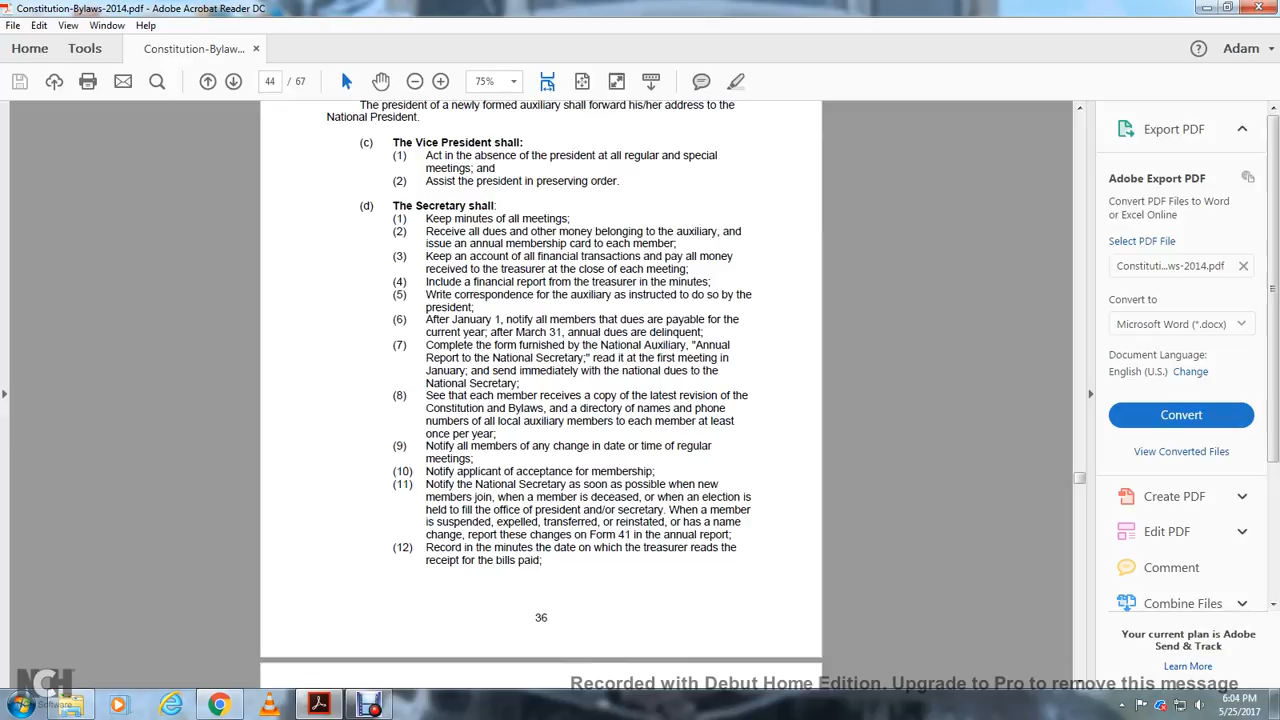 Constitution-Bylaws-2014.pdf - Adobe Acrobat Reader DC
File Edit View Window Help
Home Tools Constitution-Bylaw... × Adam
44 / 67 75%
The president of a newly formed auxiliary shall forward his/her address to the
National President.
(c) The Vice President shall:
(1) Act in the absence of the president at all regular and special
meetings; and
(2) Assist the president in preserving order.
(d) The Secretary shall:
(1) Keep minutes of all meetings;
(2) Receive all dues and other money belonging to the auxiliary, and
issue an annual membership card to each member;
(3) Keep an account of all financial transactions and pay all money
received to the treasurer at the close of each meeting;
(4) Include a financial report from the treasurer in the minutes;
(5) Write correspondence for the auxiliary as instructed to do so by the
president;
(6) After January 1, notify all members that dues are payable for the
current year; after March 31, annual dues are delinquent;
(7) Complete the form furnished by the National Auxiliary, "Annual
Report to the National Secretary;" read it at the first meeting in
January; and send immediately with the national dues to the
National Secretary;
(8) See that each member receives a copy of the latest revision of the
Constitution and Bylaws, and a directory of names and phone
numbers of all local auxiliary members to each member at least
once per year;
(9) Notify all members of any change in date or time of regular
meetings;
(10) Notify applicant of acceptance for membership;
(11) Notify the National Secretary as soon as possible when new
members join, when a member is deceased, or when an election is
held to fill the office of president and/or secretary. When a member
is suspended, expelled, transferred, or reinstated, or has a name
change, report these changes on Form 41 in the annual report;
(12) Record in the minutes the date on which the treasurer reads the
receipt for the bills paid;
36
Export PDF
Adobe Export PDF
Convert PDF Files to Word
or Excel Online
Select PDF File
Constituti...ws-2014.pdf
Convert to
Microsoft Word (*.docx)
Document Language:
English (U.S.) Change
Convert
View Converted Files
Create PDF
Edit PDF
Comment
Combine Files
Your current plan is Adobe
Send & Track
Learn More
NCH
Software
Recorded with Debut Home Edition. Upgrade to Pro to remove this message
6:04 PM
5/25/2017